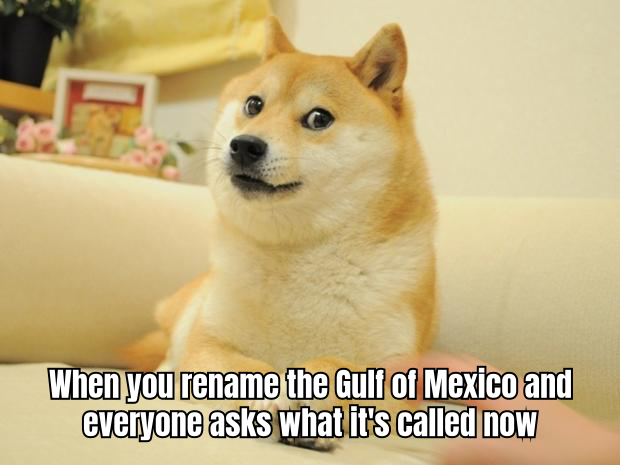 When you rename the Gulf of Mexico and
everyone asks what it's called now